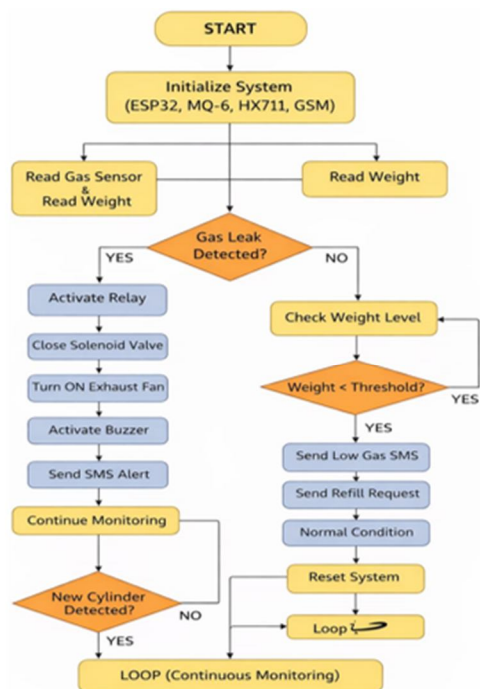 START
Initialize System
(ESP32, MQ-6, HX711, GSM)
Read Gas Sensor
&
Read Weight
Read Weight
Gas Leak
Detected?
YES
NO
Activate Relay
Check Weight Level
Close Solenoid Valve
Turn ON Exhaust Fan
Weight < Threshold?
YES
Activate Buzzer
YES
Send Low Gas SMS
Send SMS Alert
Send Refill Request
Continue Monitoring
Normal Condition
Reset System
New Cylinder
Detected?
NO
Loop
YES
LOOP (Continuous Monitoring)